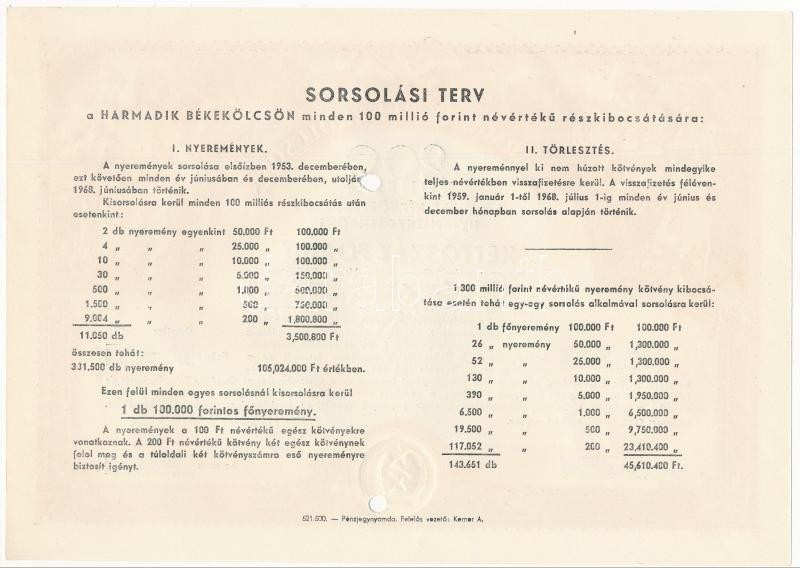 SORSOLÁSI TERV
a HARMADIK BÉKEKÖLCSÖN minden 100 millió forint névértékű részkibocsátására:
I. NYEREMÉNYEK.
A nyeremények sorsolása elsőízben 1953. decemberében,
ezt követően minden év júniusában és decemberében, utoljára
1968. júniusában történik.
Kisorsolásra kerül minden 100 milliós részkibocsátás után
esetenkint:
2 db nyeremény egyenkint 50.000 Ft 100.000 Ft
4 „ „ „ 25.000 „ 100.000 „
10 „ „ „ 10.000 „ 100.000 „
30 „ „ „ 5.000 „ 150.000 „
500 „ „ „ 1.000 „ 500.000 „
1.500 „ „ „ 500 „ 750.000 „
9.004 „ „ „ 200 „ 1,800.800 „
11.050 db 3,500.800 Ft
összesen tehát:
331.500 db nyeremény 105,024.000 Ft értékben.
Ezen felül minden egyes sorsolásnál kisorsolásra kerül
1 db 100.000 forintos főnyeremény.
A nyeremények a 100 Ft névértékű egész kötvényekre
vonatkoznak. A 200 Ft névértékű kötvény két egész kötvénynek
felel meg és a túloldali két kötvényszámra eső nyereményre
biztosít igényt.
II. TÖRLESZTÉS.
A nyereménnyel ki nem húzott kötvények mindegyike
teljes névértékben visszafizetésre kerül. A visszafizetés féléven-
kint 1959. január 1-től 1968. július 1-ig minden év június és
december hónapban sorsolás alapján történik.
1.300 millió forint névértékű nyeremény kötvény kibocsá-
tása esetén tehát egy-egy sorsolás alkalmával sorsolásra kerül:
1 db főnyeremény 100.000 Ft 100.000 Ft
26 „ nyeremény 50.000 „ 1,300.000 „
52 „ „ 25.000 „ 1,300.000 „
130 „ „ 10.000 „ 1,300.000 „
390 „ „ 5.000 „ 1,950.000 „
6.500 „ „ 1.000 „ 6,500.000 „
19.500 „ „ 500 „ 9,750.000 „
117.052 „ „ 200 „ 23,410.400 „
143.651 db 45,610.400 Ft.
521.500. — Pénzjegynyomda. Felelős vezető: Kerner A.